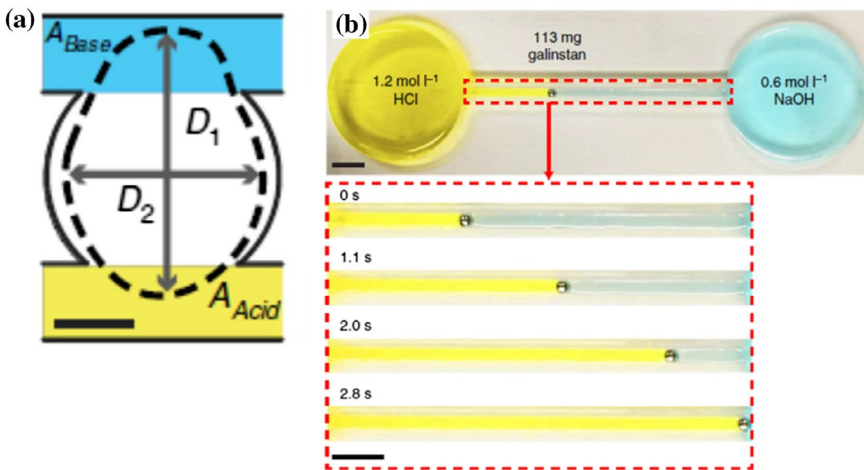 (a)
A_Base
D_1
D_2
A_Acid
(b)
113 mg
galinstan
1.2 mol l⁻¹
HCl
0.6 mol l⁻¹
NaOH
0 s
1.1 s
2.0 s
2.8 s